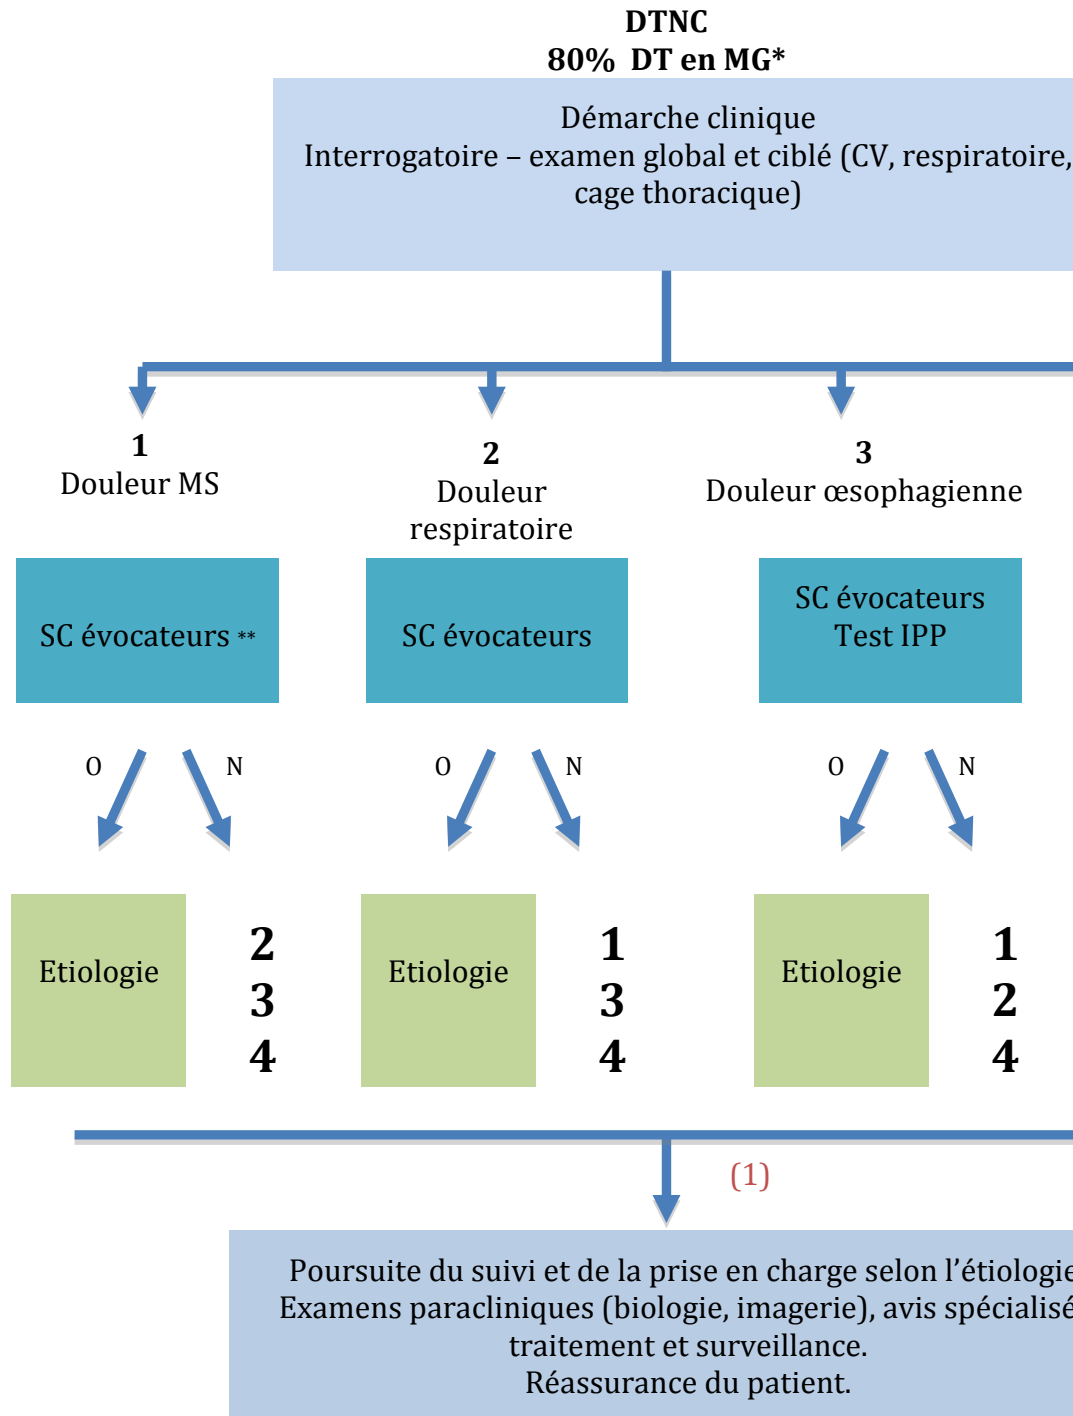 DTNC
80% DT en MG*
Démarche clinique
Interrogatoire – examen global et ciblé (CV, respiratoire,
cage thoracique)
1
Douleur MS
2
Douleur
respiratoire
3
Douleur œsophagienne
SC évocateurs **
SC évocateurs
SC évocateurs
Test IPP
O
N
O
N
O
N
Etiologie
2
3
4
Etiologie
1
3
4
Etiologie
1
2
4
(1)
Poursuite du suivi et de la prise en charge selon l’étiologie
Examens paracliniques (biologie, imagerie), avis spécialisé
traitement et surveillance.
Réassurance du patient.